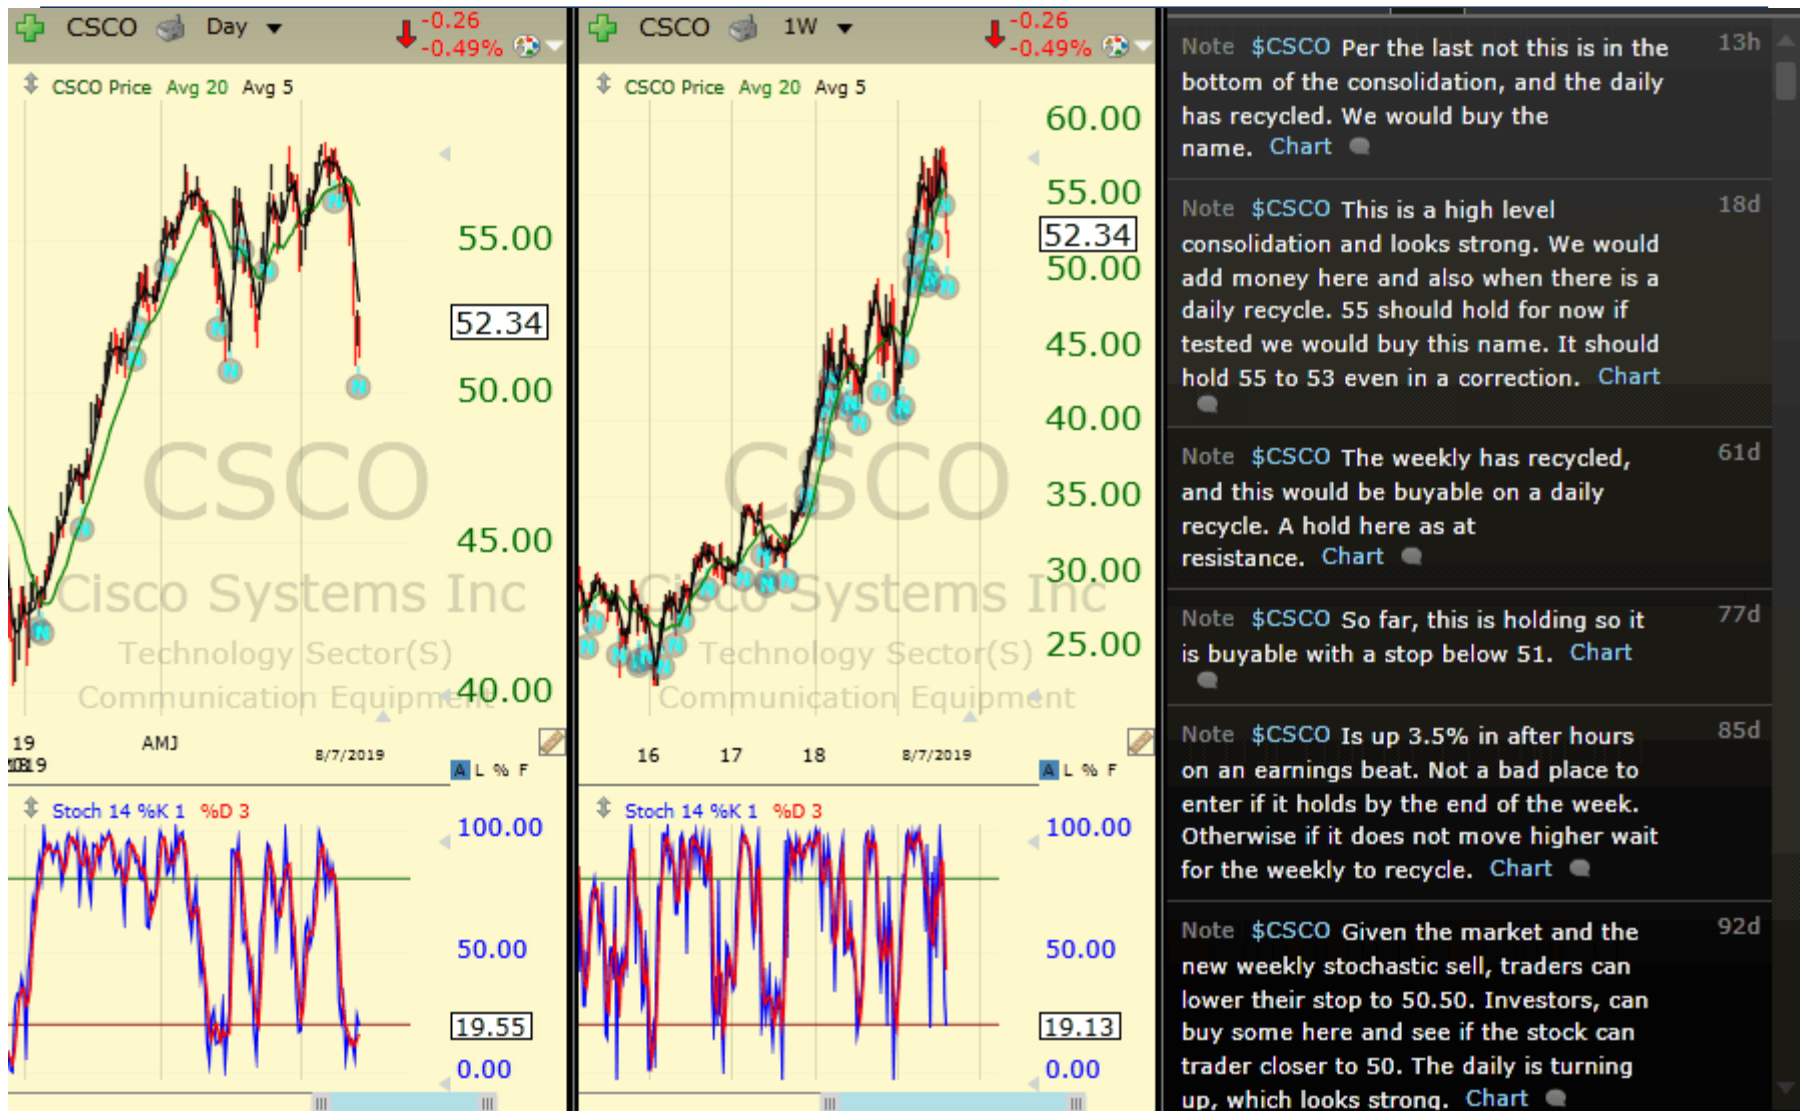 CSCO Day -0.26
-0.49%
CSCO Price Avg 20 Avg 5
55.00
52.34
50.00
45.00
40.00
CSCO
Cisco Systems Inc
Technology Sector(S)
Communication Equipment
19 AMJ 8/7/2019
A L % F
Stoch 14 %K 1 %D 3
100.00
50.00
19.55
0.00
CSCO 1W -0.26
-0.49%
CSCO Price Avg 20 Avg 5
60.00
55.00
52.34
50.00
45.00
40.00
35.00
30.00
25.00
CSCO
Cisco Systems Inc
Technology Sector(S)
Communication Equipment
16 17 18 8/7/2019
A L % F
Stoch 14 %K 1 %D 3
100.00
50.00
19.13
0.00
Note $CSCO Per the last not this is in the 13h
bottom of the consolidation, and the daily
has recycled. We would buy the
name. Chart
Note $CSCO This is a high level 18d
consolidation and looks strong. We would
add money here and also when there is a
daily recycle. 55 should hold for now if
tested we would buy this name. It should
hold 55 to 53 even in a correction. Chart
Note $CSCO The weekly has recycled, 61d
and this would be buyable on a daily
recycle. A hold here as at
resistance. Chart
Note $CSCO So far, this is holding so it 77d
is buyable with a stop below 51. Chart
Note $CSCO Is up 3.5% in after hours 85d
on an earnings beat. Not a bad place to
enter if it holds by the end of the week.
Otherwise if it does not move higher wait
for the weekly to recycle. Chart
Note $CSCO Given the market and the 92d
new weekly stochastic sell, traders can
lower their stop to 50.50. Investors, can
buy some here and see if the stock can
trader closer to 50. The daily is turning
up, which looks strong. Chart